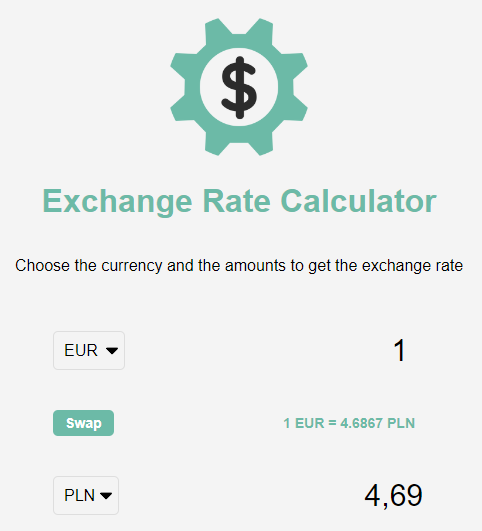 $
Exchange Rate Calculator
Choose the currency and the amounts to get the exchange rate
EUR 1
Swap 1 EUR = 4.6867 PLN
PLN 4,69